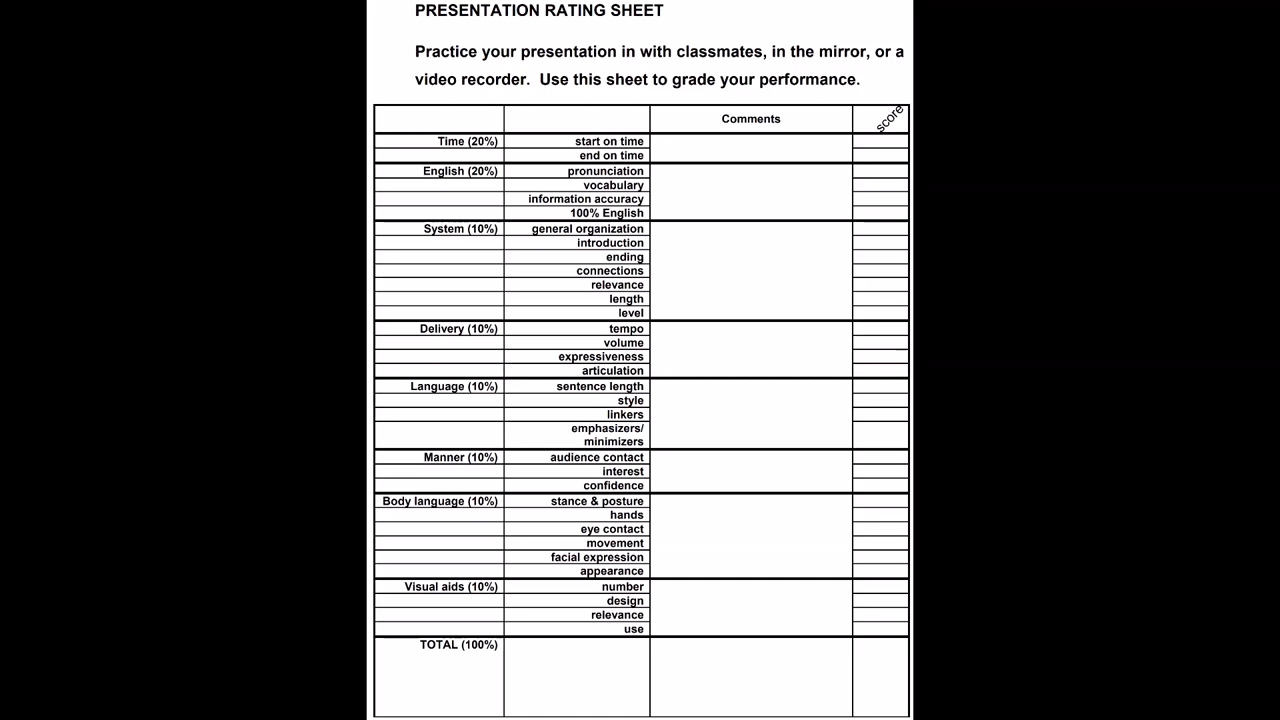 PRESENTATION RATING SHEET
Practice your presentation in with classmates, in the mirror, or a
video recorder.  Use this sheet to grade your performance.
Comments score
Time (20%) start on time
end on time
English (20%) pronunciation
vocabulary
information accuracy
100% English
System (10%) general organization
introduction
ending
connections
relevance
length
level
Delivery (10%) tempo
volume
expressiveness
articulation
Language (10%) sentence length
style
linkers
emphasizers/
minimizers
Manner (10%) audience contact
interest
confidence
Body language (10%) stance & posture
hands
eye contact
movement
facial expression
appearance
Visual aids (10%) number
design
relevance
use
TOTAL (100%)